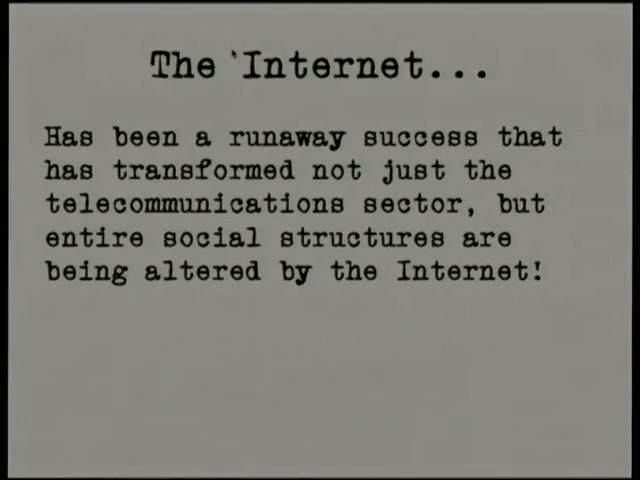 The Internet...
Has been a runaway success that
has transformed not just the
telecommunications sector, but
entire social structures are
being altered by the Internet!